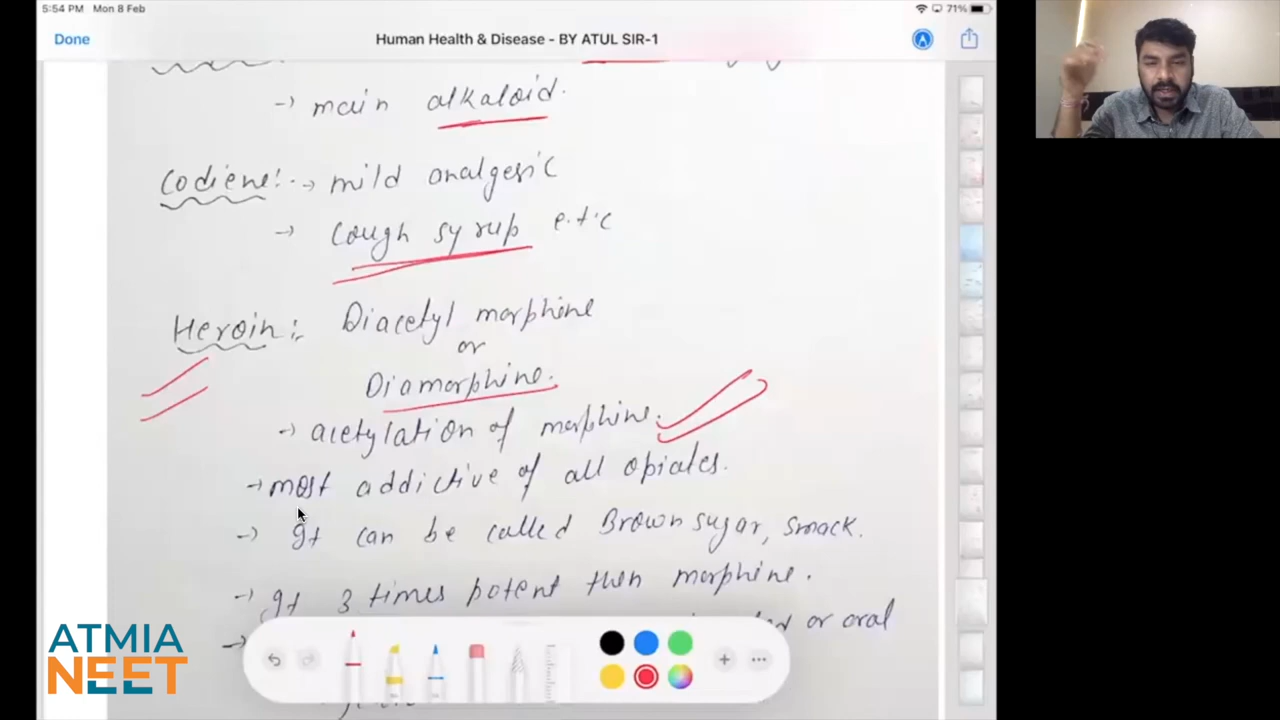 5:54 PM Mon 8 Feb
71%
Done
Human Health & Disease - BY ATUL SIR-1
→ main alkaloid.
Codiene:- → mild analgesic
→ Cough syrup e.t.c
Heroin:- Diacetyl morphine
or
Diamorphine.
→ acetylation of morphine.
→ most addictive of all opiates.
→ It can be called Brown sugar, smack.
→ It 3 times potent then morphine.
or oral
ATMIA
NEET